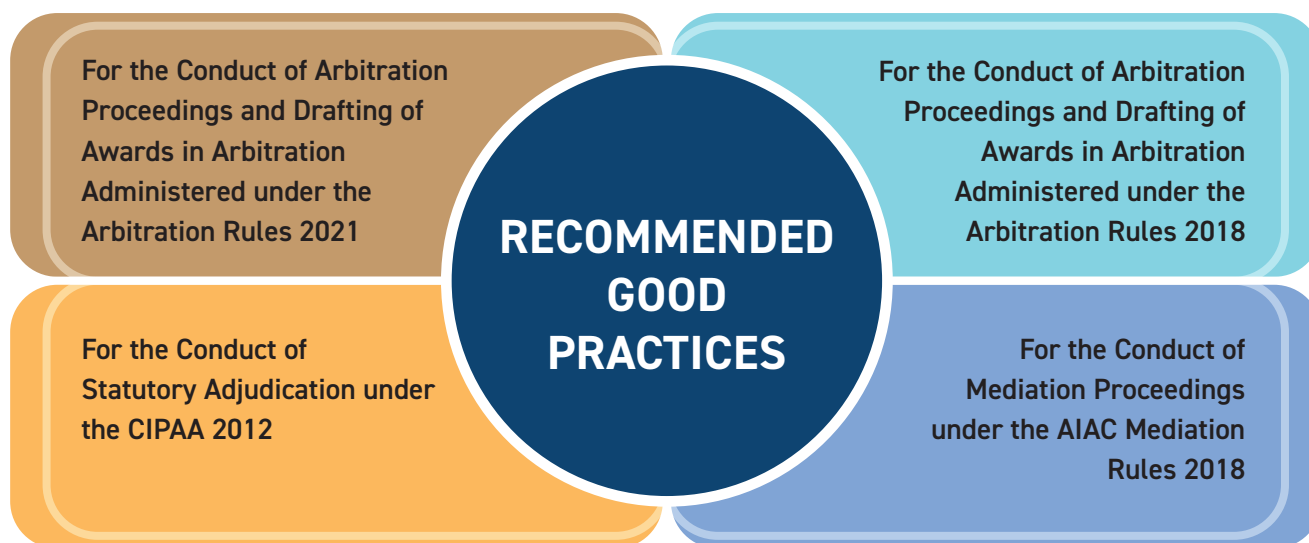 For the Conduct of Arbitration
Proceedings and Drafting of
Awards in Arbitration
Administered under the
Arbitration Rules 2021
For the Conduct of Arbitration
Proceedings and Drafting of
Awards in Arbitration
Administered under the
Arbitration Rules 2018
RECOMMENDED
GOOD
PRACTICES
For the Conduct of
Statutory Adjudication under
the CIPAA 2012
For the Conduct of
Mediation Proceedings
under the AIAC Mediation
Rules 2018